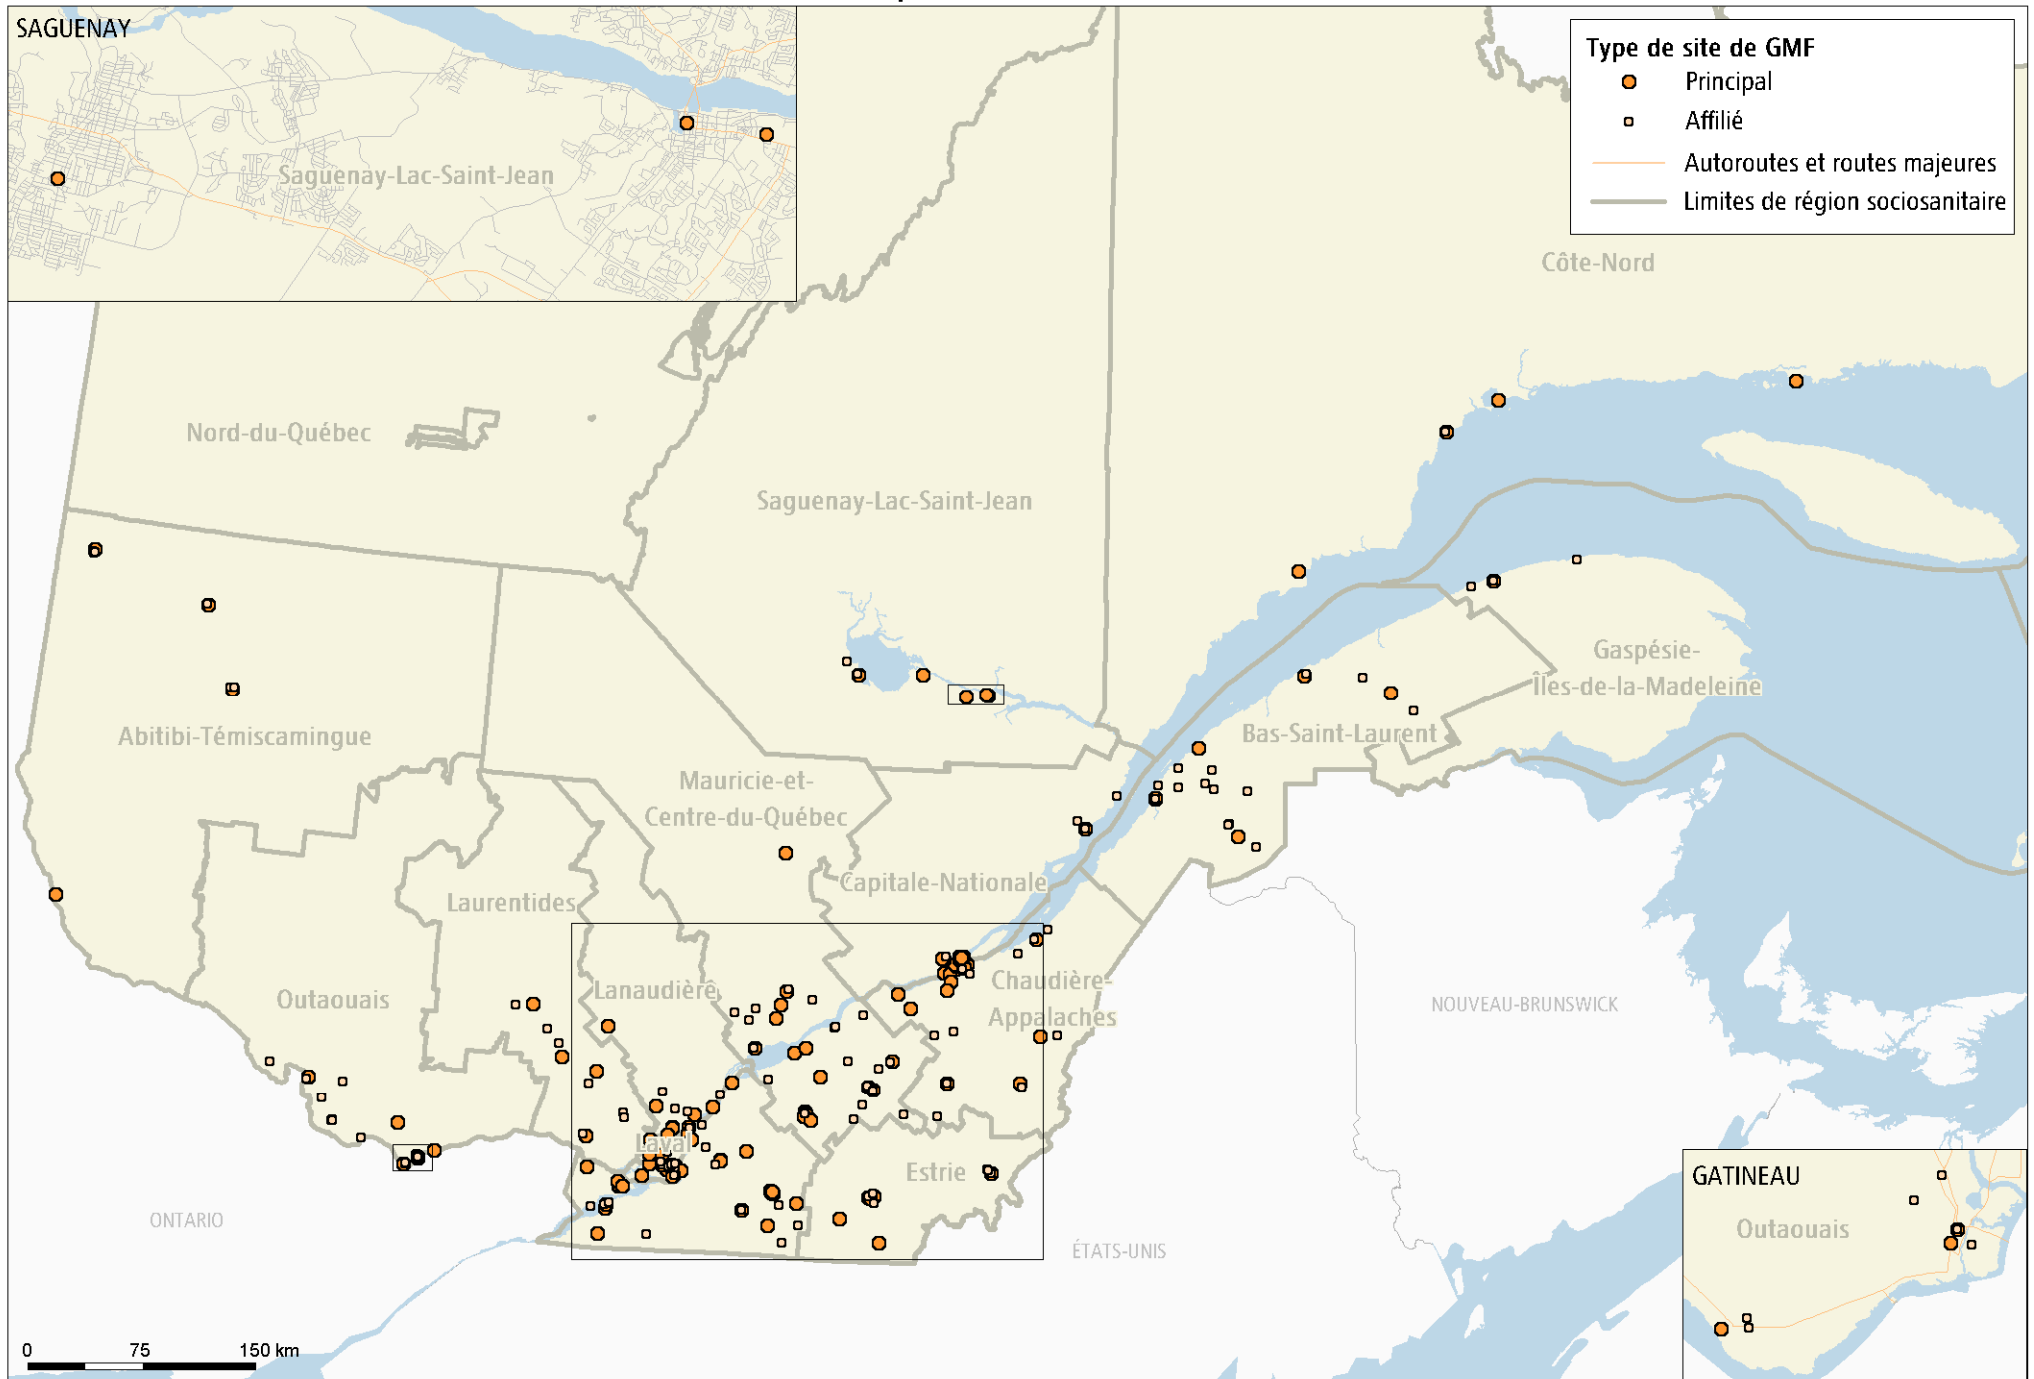 SAGUENAY
Saguenay-Lac-Saint-Jean
Type de site de GMF
Principal
Affilié
Autoroutes et routes majeures
Limites de région sociosanitaire
Côte-Nord
Nord-du-Québec
Saguenay-Lac-Saint-Jean
Gaspésie-
Îles-de-la-Madeleine
Abitibi-Témiscamingue
Bas-Saint-Laurent
Mauricie-et-
Centre-du-Québec
Capitale-Nationale
Laurentides
Outaouais
Lanaudière
Chaudière-
Appalaches
NOUVEAU-BRUNSWICK
Laval
Estrie
GATINEAU
Outaouais
ONTARIO
ÉTATS-UNIS
0 75 150 km